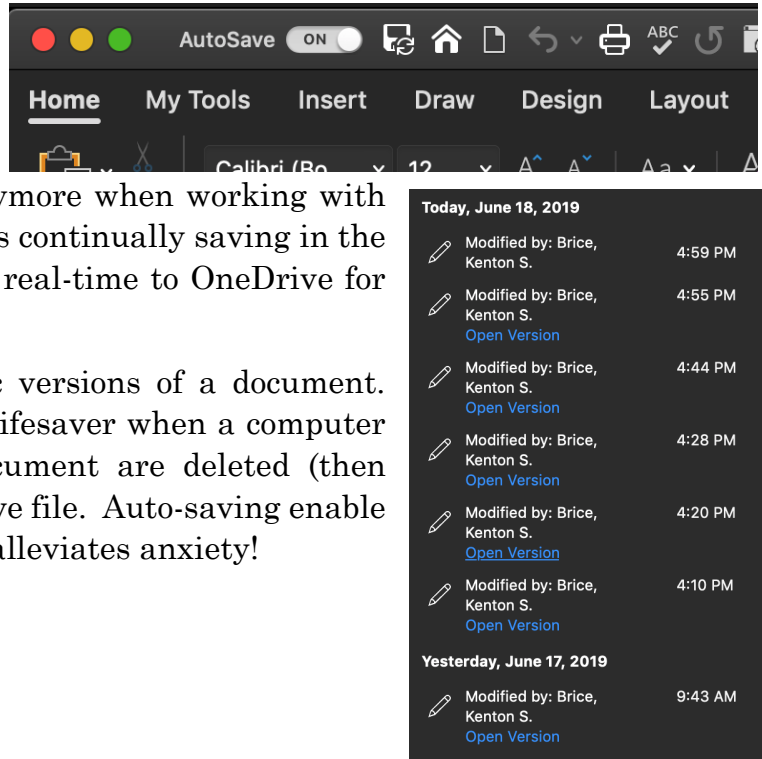 AutoSave ON ABC
Home My Tools Insert Draw Design Layout
Calibri (Bo 12 Aa
when working with
continually saving in the
real-time to OneDrive for
versions of a document.
when a computer
are deleted (then
file. Auto-saving enable
alleviates anxiety!
Today, June 18, 2019
Modified by: Brice, 4:59 PM
Kenton S.
Modified by: Brice, 4:55 PM
Kenton S.
Open Version
Modified by: Brice, 4:44 PM
Kenton S.
Open Version
Modified by: Brice, 4:28 PM
Kenton S.
Open Version
Modified by: Brice, 4:20 PM
Kenton S.
Open Version
Modified by: Brice, 4:10 PM
Kenton S.
Open Version
Yesterday, June 17, 2019
Modified by: Brice, 9:43 AM
Kenton S.
Open Version